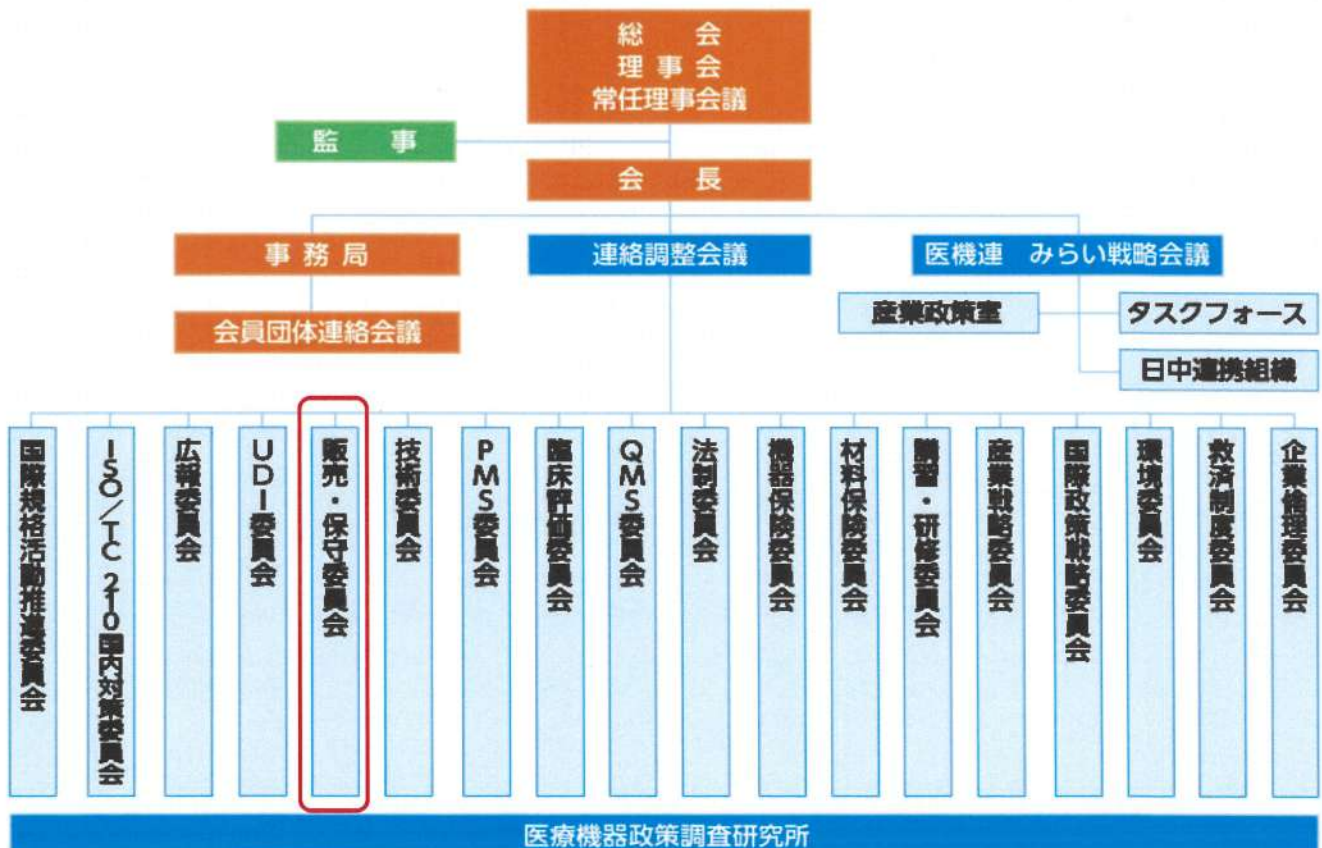 総　会
理 事 会
常任理事会議
監　事
会　長
事 務 局
連絡調整会議
医機連　みらい戦略会議
会員団体連絡会議
産業政策室
タスクフォース
日中連携組織
国際規格活動推進委員会
ISO/TC 210国内対策委員会
広報委員会
UDI委員会
販売・保守委員会
技術委員会
PMS委員会
臨床評価委員会
QMS委員会
法制委員会
機器保険委員会
材料保険委員会
講習・研修委員会
産業戦略委員会
国際政策戦略委員会
環境委員会
救済制度委員会
企業倫理委員会
医療機器政策調査研究所